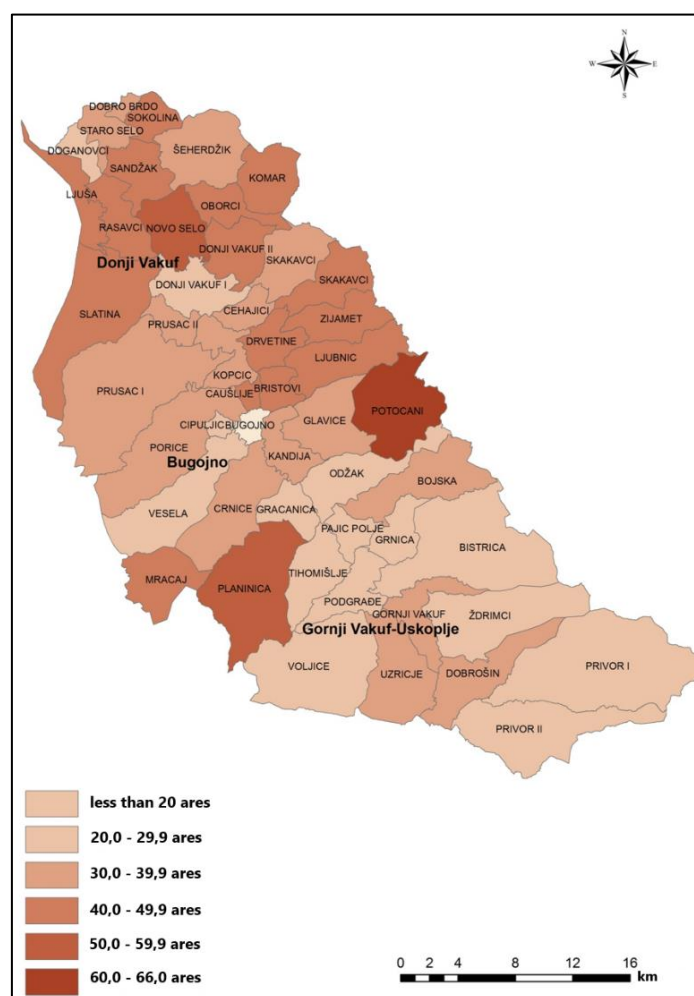 N
W E
S
DOBRO BRDO
SOKOLINA
STARO SELO
DOGANOVCI
ŠEHERDŽIK
SANDŽAK
KOMAR
LJUŠA
OBORCI
RASAVCI
NOVO SELO
DONJI VAKUF II
SKAKAVCI
Donji Vakuf
SKAKAVCI
DONJI VAKUF I
CEHAJICI
SLATINA
ZIJAMET
PRUSAC II
DRVETINE
LJUBNIC
KOPCIC
PRUSAC I
CAUŠLIJE
BRISTOVI
POTOCANI
GLAVICE
CIPULJIC
BUGOJNO
PORICE
KANDIJA
Bugojno
ODŽAK
BOJSKA
VESELA
CRNICE
GRACANICA
PAJIC POLJE
GRNICA
BISTRICA
MRACAJ
PLANINICA
TIHOMIŠLJE
PODGRAĐE
GORNJI VAKUF
ŽDRIMCI
Gornji Vakuf-Uskoplje
VOLJICE
UZRICJE
DOBROŠIN
PRIVOR I
PRIVOR II
less than 20 ares
20,0 - 29,9 ares
30,0 - 39,9 ares
40,0 - 49,9 ares
50,0 - 59,9 ares
60,0 - 66,0 ares
0 2 4 8 12 16
km